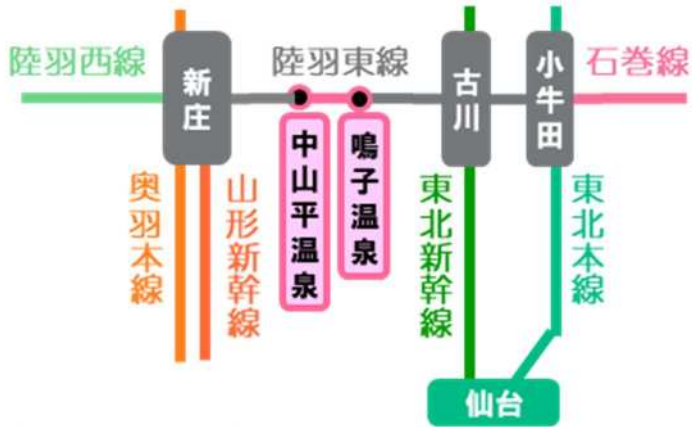 陸羽西線
新庄
陸羽東線
古川
小牛田
石巻線
中山平温泉
鳴子温泉
奥羽本線
山形新幹線
東北新幹線
東北本線
仙台